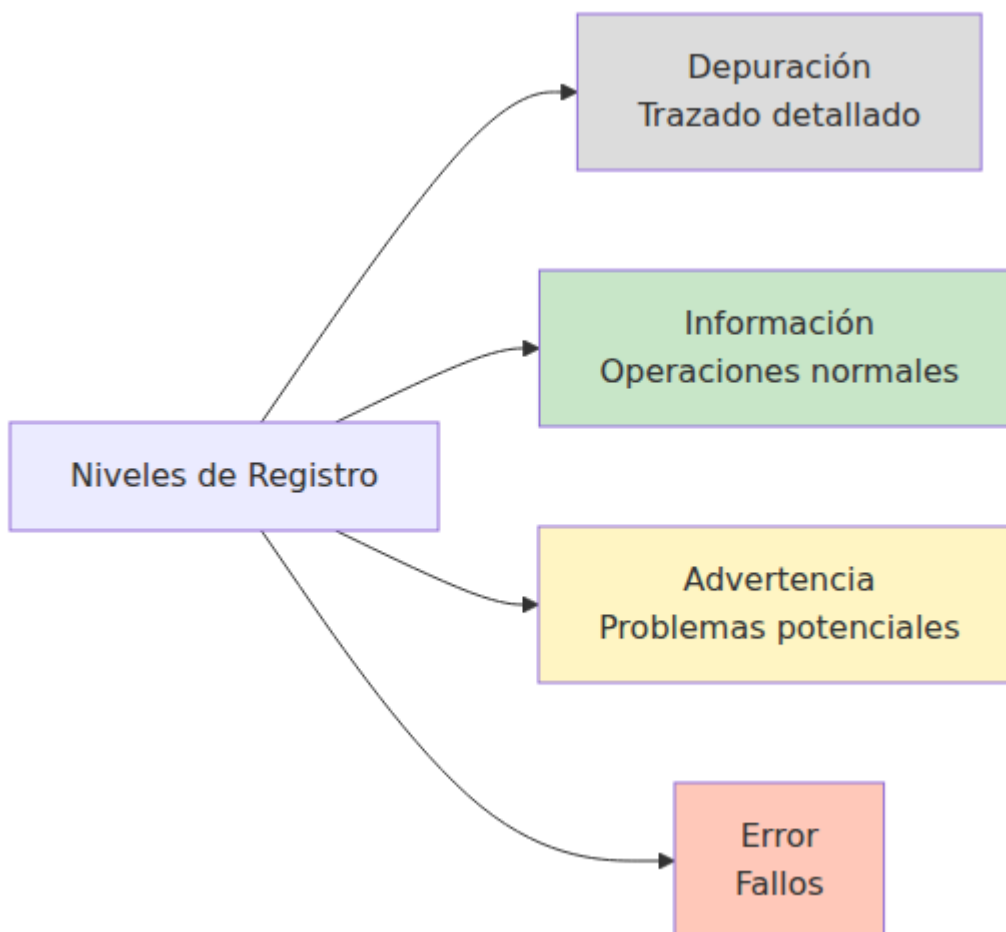 Depuración
Trazado detallado
Información
Operaciones normales
Niveles de Registro
Advertencia
Problemas potenciales
Error
Fallos